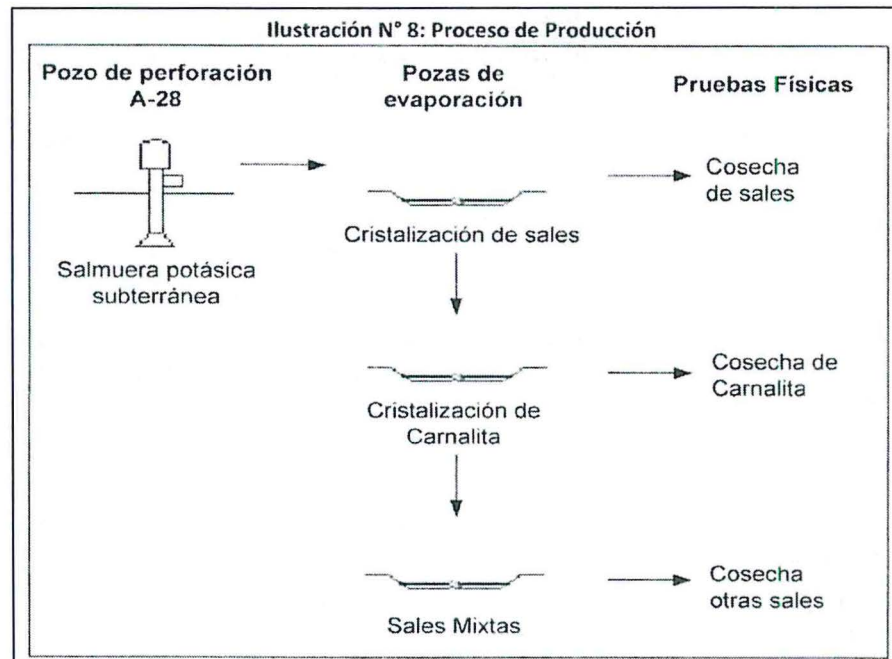 Ilustración N° 8: Proceso de Producción
Pozo de perforación
A-28
Pozas de
evaporación
Pruebas Físicas
Salmuera potásica
subterránea
Cristalización de sales
Cosecha
de sales
Cristalización de
Carnalita
Cosecha de
Carnalita
Sales Mixtas
Cosecha
otras sales